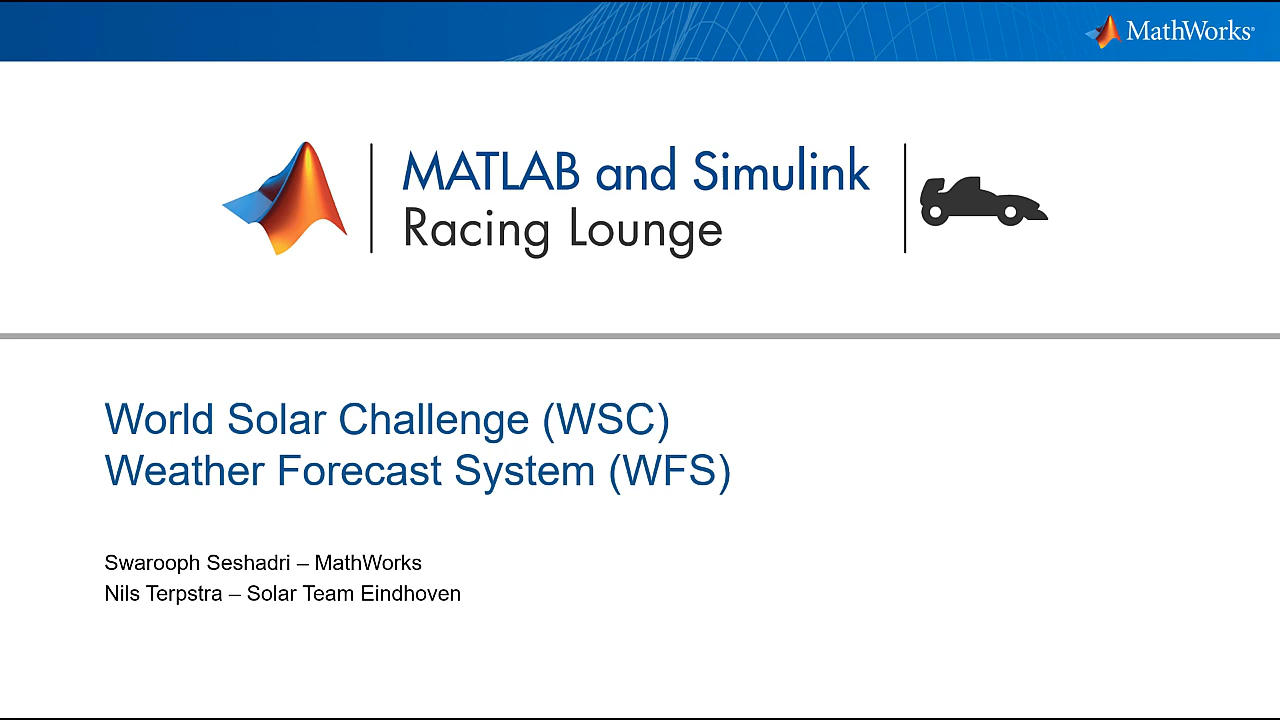 MathWorks®
MATLAB and Simulink
Racing Lounge
World Solar Challenge (WSC)
Weather Forecast System (WFS)
Swarooph Seshadri – MathWorks
Nils Terpstra – Solar Team Eindhoven